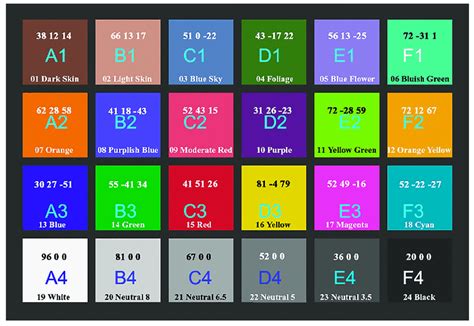 38 12 14
A1
01 Dark Skin
66 13 17
B1
02 Light Skin
51 0 -22
C1
03 Blue Sky
43 -17 21
D1
04 Foliage
56 13 -25
E1
05 Blue Flower
72 -31 1
F1
06 Bluish Green
62 28 58
A2
07 Orange
41 18 -43
B2
08 Purplish Blue
52 43 15
C2
09 Moderate Red
31 26 -23
D2
10 Purple
72 -28 59
E2
11 Yellow Green
72 12 67
F2
12 Orange Yellow
30 27 -51
A3
13 Blue
55 -41 34
B3
14 Green
41 51 26
C3
15 Red
81 -4 79
D3
16 Yellow
52 49 -16
E3
17 Magenta
52 -22 -27
F3
18 Cyan
96 0 0
A4
19 White
81 0 0
B4
20 Neutral 8
67 0 0
C4
21 Neutral 6.5
52 0 0
D4
22 Neutral 5
36 0 0
E4
23 Neutral 3.5
20 0 0
F4
24 Black